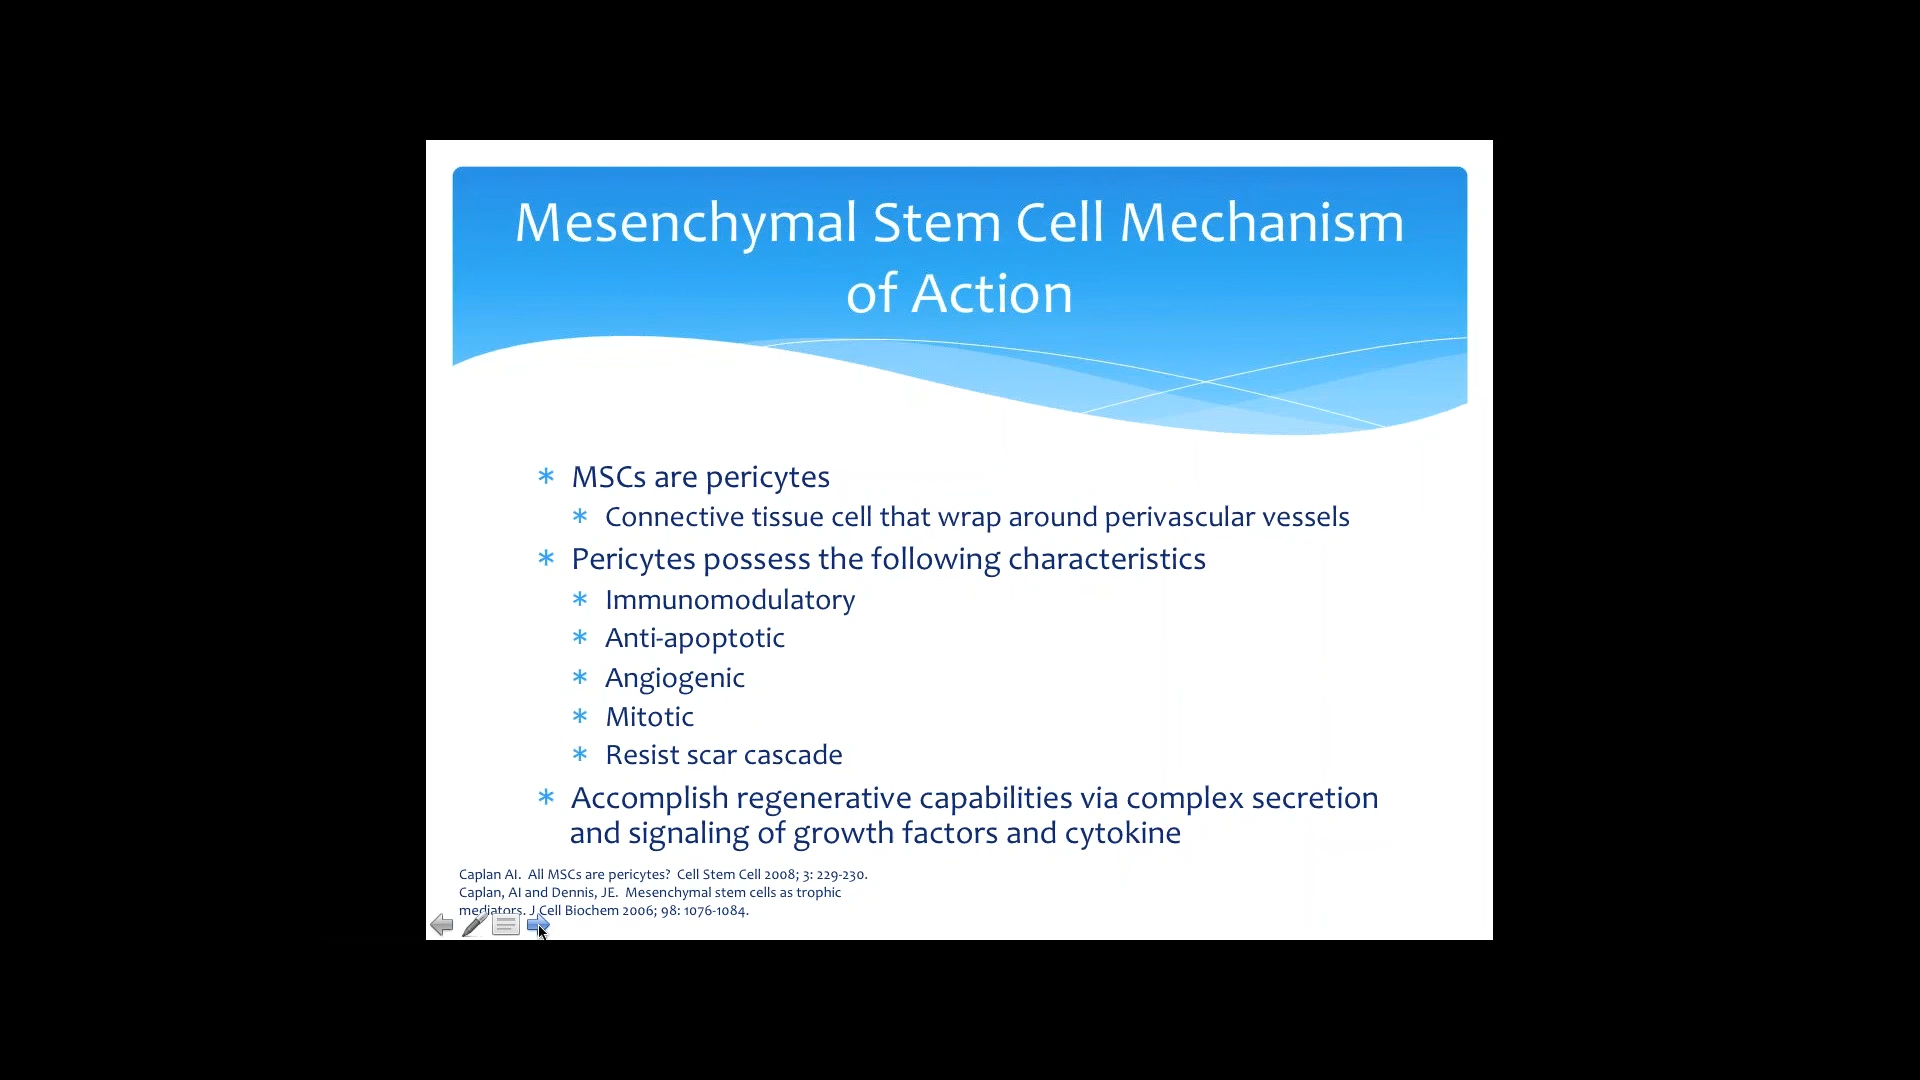 Mesenchymal Stem Cell Mechanism
of Action
* MSCs are pericytes
* Connective tissue cell that wrap around perivascular vessels
* Pericytes possess the following characteristics
* Immunomodulatory
* Anti-apoptotic
* Angiogenic
* Mitotic
* Resist scar cascade
* Accomplish regenerative capabilities via complex secretion
and signaling of growth factors and cytokine
Caplan AI. All MSCs are pericytes? Cell Stem Cell 2008; 3: 229-230.
Caplan, AI and Dennis, JE. Mesenchymal stem cells as trophic
mediators. J Cell Biochem 2006; 98: 1076-1084.